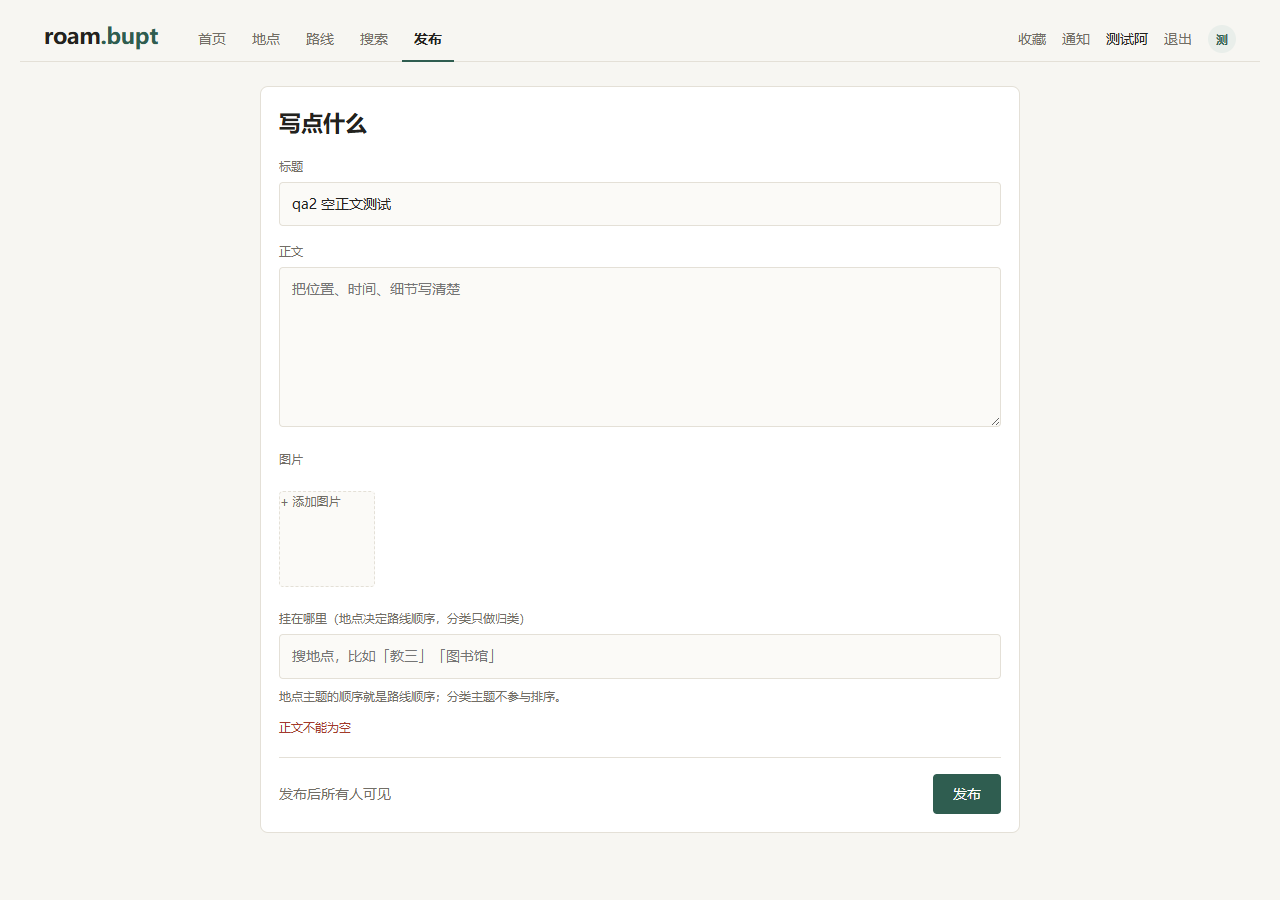 roam.bupt 首页 地点 路线 搜索 发布 收藏 通知 测试阿 退出 测
写点什么
标题
qa2 空正文测试
正文
把位置、时间、细节写清楚
图片
+ 添加图片
挂在哪里（地点决定路线顺序，分类只做归类）
搜地点，比如「教三」「图书馆」
地点主题的顺序就是路线顺序；分类主题不参与排序。
正文不能为空
发布后所有人可见 发布